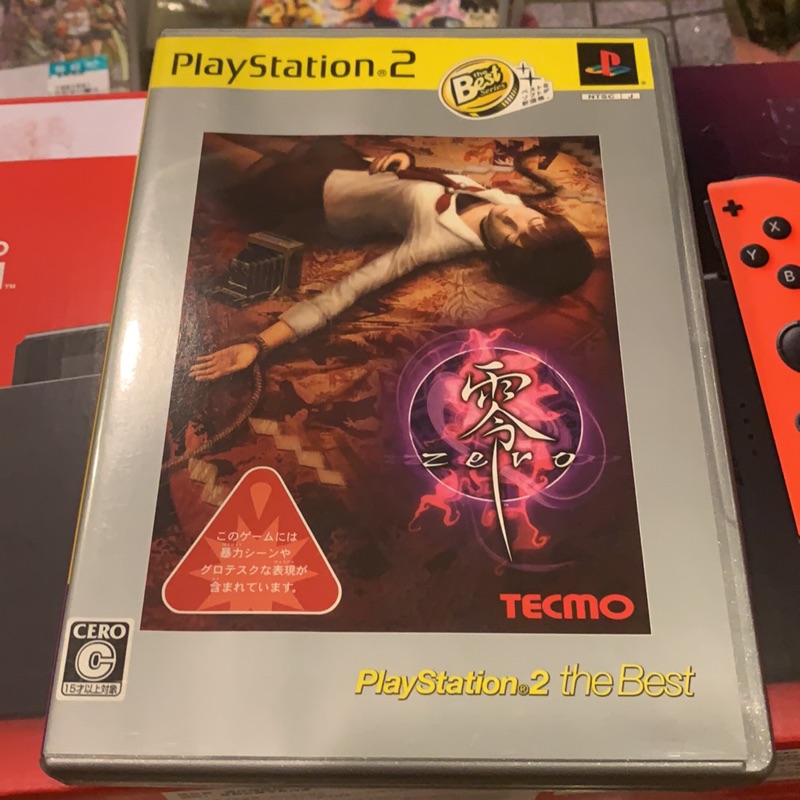 PlayStation®2
the Best Series
NTSC J
零
zero
このゲームには
暴力シーンや
グロテスクな表現が
含まれています。
TECMO
CERO
C
15才以上対象
PlayStation®2 the Best
X
Y
B
TM